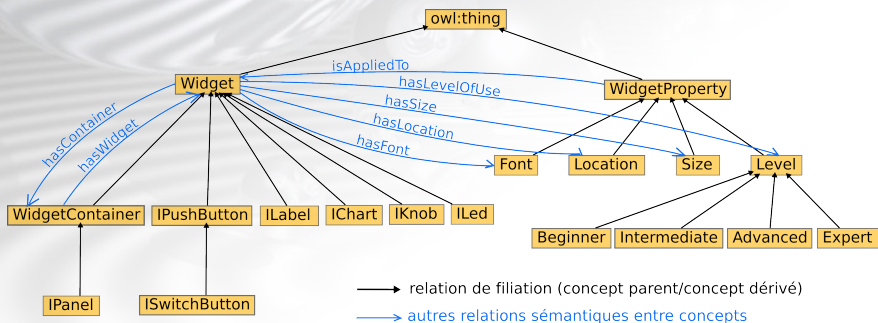 owl:thing
isAppliedTo
Widget
hasLevelOfUse
WidgetProperty
hasSize
hasContainer
hasWidget
hasLocation
hasFont
Font
Location
Size
Level
WidgetContainer
IPushButton
ILabel
IChart
IKnob
ILed
Beginner
Intermediate
Advanced
Expert
IPanel
ISwitchButton
relation de filiation (concept parent/concept dérivé)
autres relations sémantiques entre concepts